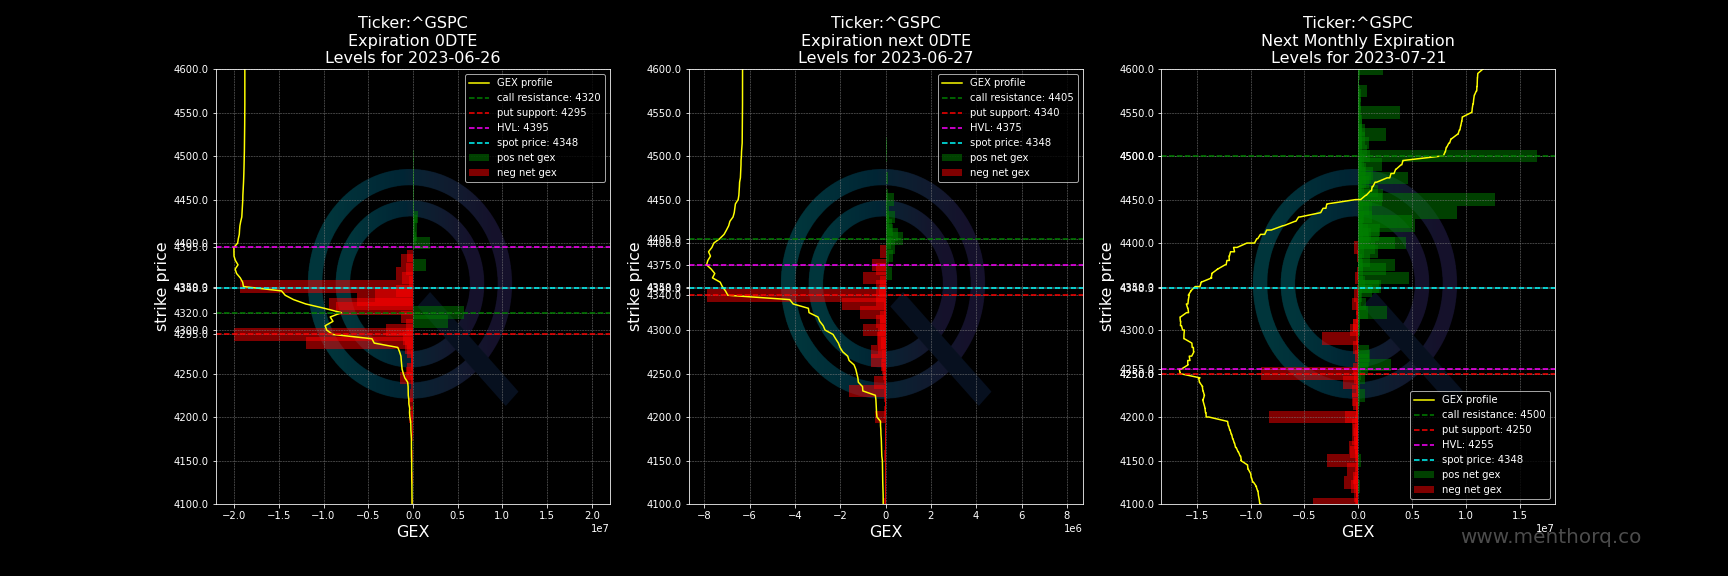 Ticker:^GSPC
Expiration 0DTE
Levels for 2023-06-26
4600.0
4550.0
4500.0
4450.0
4400.0
4395.0
4350.0
4348.0
4320.0
4300.0
4295.0
4250.0
4200.0
4150.0
4100.0
strike price
GEX profile
call resistance: 4320
put support: 4295
HVL: 4395
spot price: 4348
pos net gex
neg net gex
−2.0 −1.5 −1.0 −0.5 0.0 0.5 1.0 1.5 2.0
1e7
GEX
Ticker:^GSPC
Expiration next 0DTE
Levels for 2023-06-27
4600.0
4550.0
4500.0
4450.0
4405.0
4400.0
4375.0
4350.0
4348.0
4340.0
4300.0
4250.0
4200.0
4150.0
4100.0
strike price
GEX profile
call resistance: 4405
put support: 4340
HVL: 4375
spot price: 4348
pos net gex
neg net gex
−8 −6 −4 −2 0 2 4 6 8
1e6
GEX
Ticker:^GSPC
Next Monthly Expiration
Levels for 2023-07-21
4600.0
4550.0
4500.0
4450.0
4400.0
4350.0
4348.0
4300.0
4255.0
4250.0
4200.0
4150.0
4100.0
strike price
GEX profile
call resistance: 4500
put support: 4250
HVL: 4255
spot price: 4348
pos net gex
neg net gex
−1.5 −1.0 −0.5 0.0 0.5 1.0 1.5
1e7
GEX
www.menthorq.co